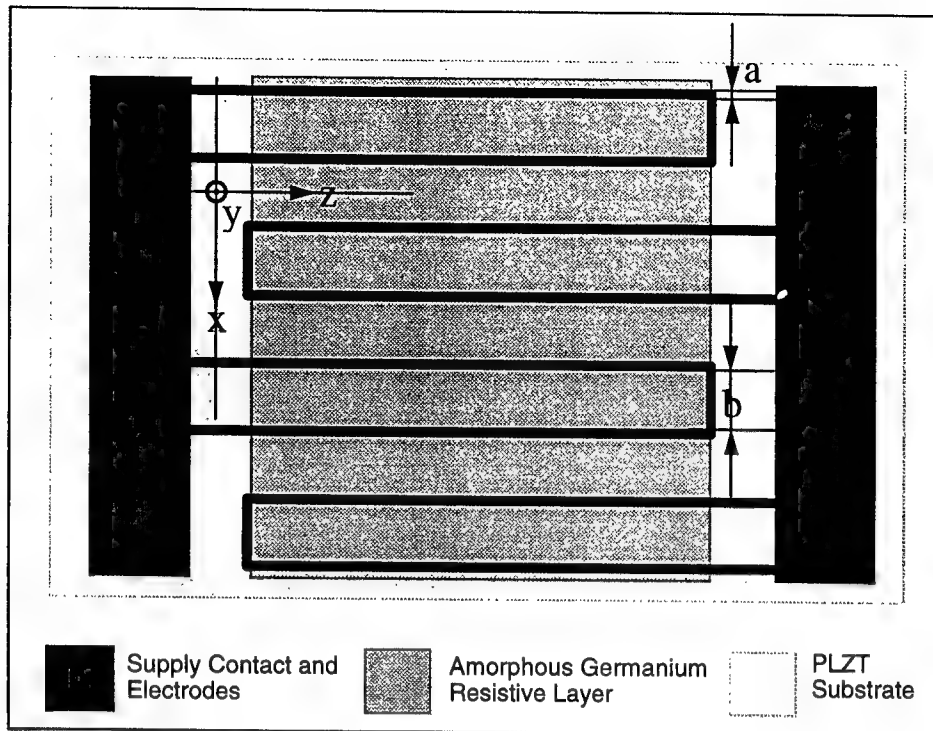 a
z
y
x
b
Supply Contact and
Electrodes
Amorphous Germanium
Resistive Layer
PLZT
Substrate